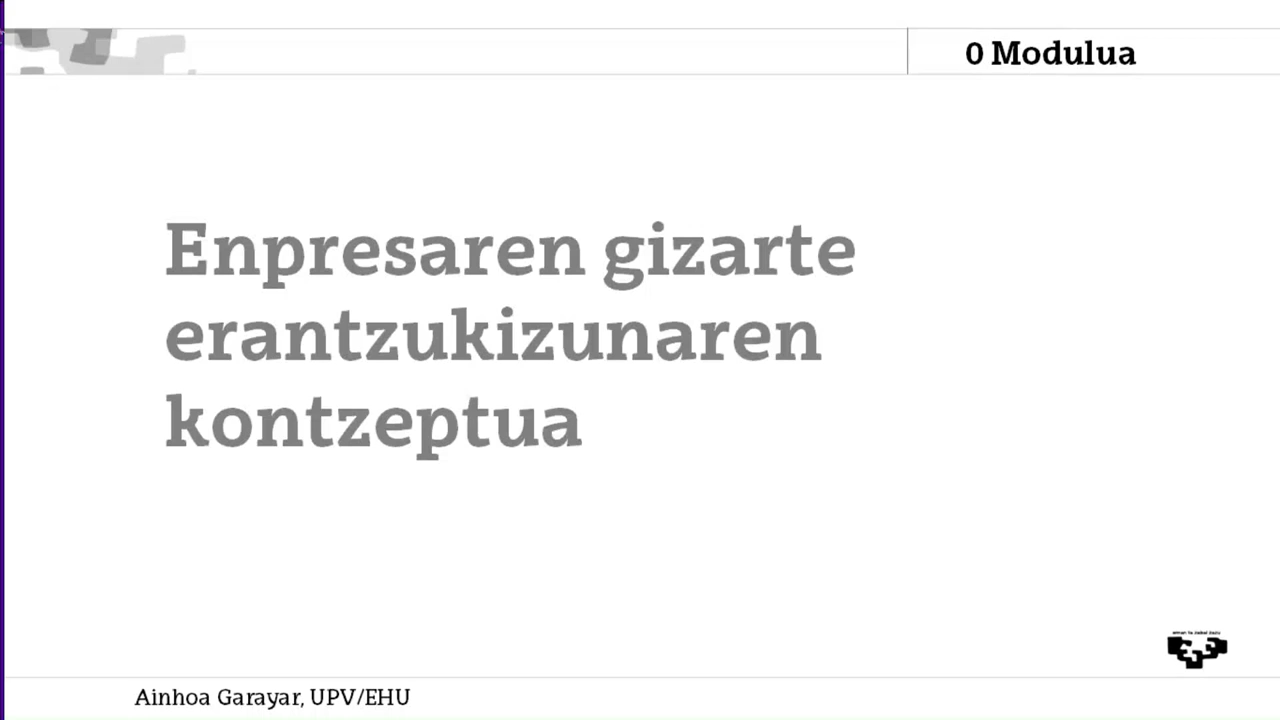 0 Modulua
Enpresaren gizarte
erantzukizunaren
kontzeptua
Ainhoa Garayar, UPV/EHU